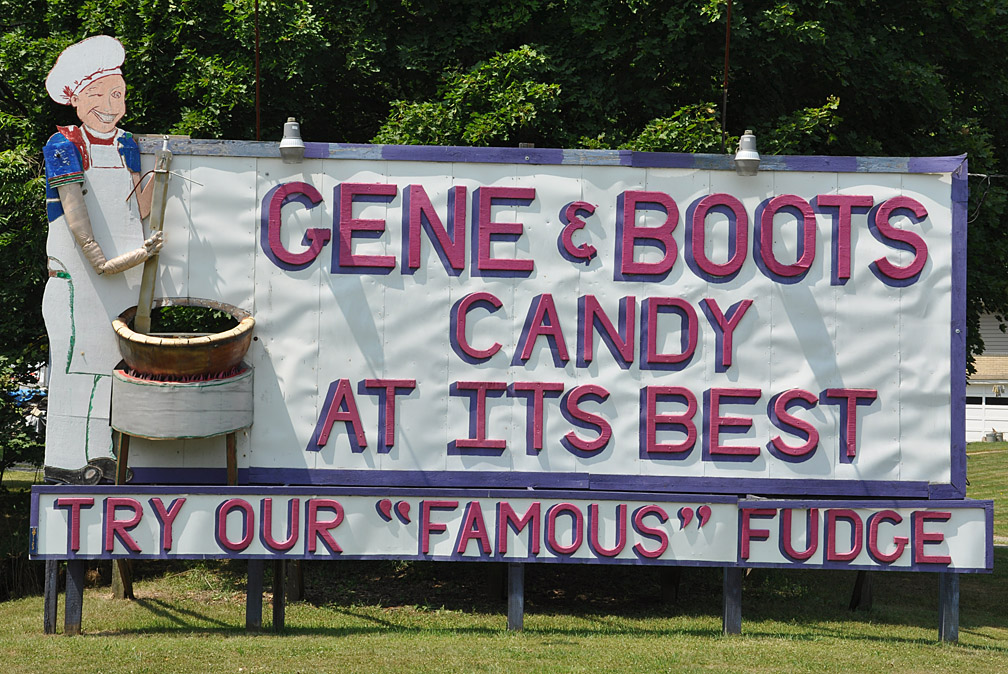 GENE & BOOTS
CANDY
AT ITS BEST
TRY OUR "FAMOUS" FUDGE